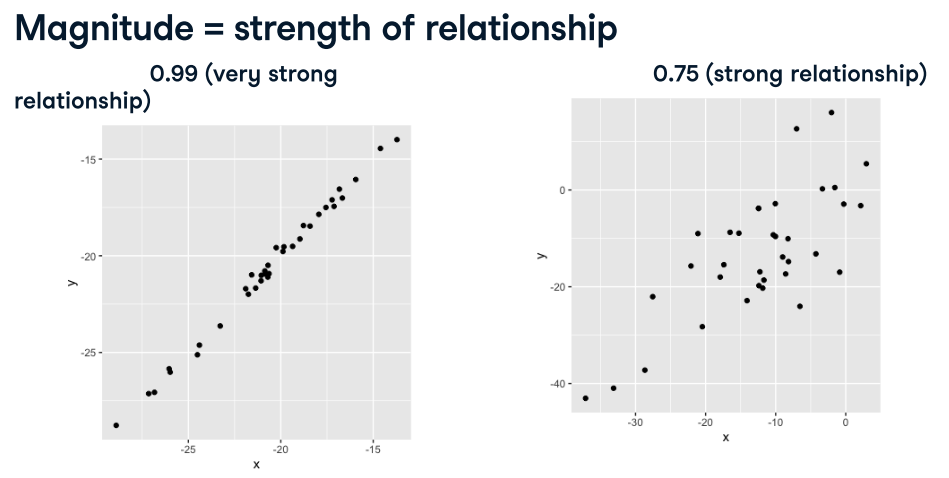 Magnitude = strength of relationship
0.99 (very strong
relationship)
0.75 (strong relationship)
-15
-20
-25
y
-25 -20 -15
x
0
-20
-40
y
-30 -20 -10 0
x